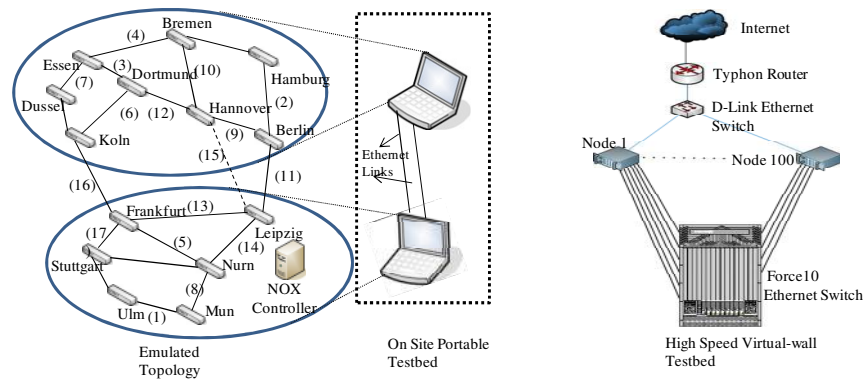 Bremen
(4)
Essen
(3)
(7)
Dortmund
(10)
Hamburg
Dussel
(6)
(12)
Hannover
(2)
(9)
Berlin
Koln
(15)
(16)
(11)
Frankfurt
(13)
Leipzig
(17)
(5)
(14)
Stuttgart
Nurn
(8)
NOX
Controller
Ulm
(1)
Mun
Emulated
Topology
Ethernet
Links
On Site Portable
Testbed
Internet
Typhon Router
D-Link Ethernet
Switch
Node 1
Node 100
Force10
Ethernet Switch
High Speed Virtual-wall
Testbed